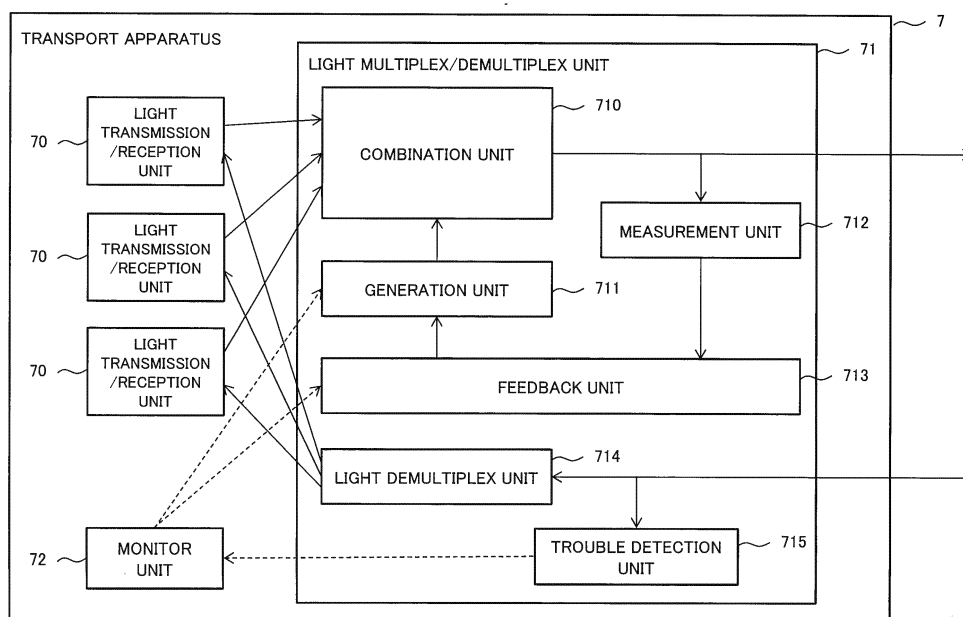 7
TRANSPORT APPARATUS
71
LIGHT MULTIPLEX/DEMULTIPLEX UNIT
70
LIGHT
TRANSMISSION
/RECEPTION
UNIT
710
COMBINATION UNIT
70
LIGHT
TRANSMISSION
/RECEPTION
UNIT
MEASUREMENT UNIT
712
GENERATION UNIT
711
70
LIGHT
TRANSMISSION
/RECEPTION
UNIT
FEEDBACK UNIT
713
LIGHT DEMULTIPLEX UNIT
714
72
MONITOR
UNIT
TROUBLE DETECTION
UNIT
715